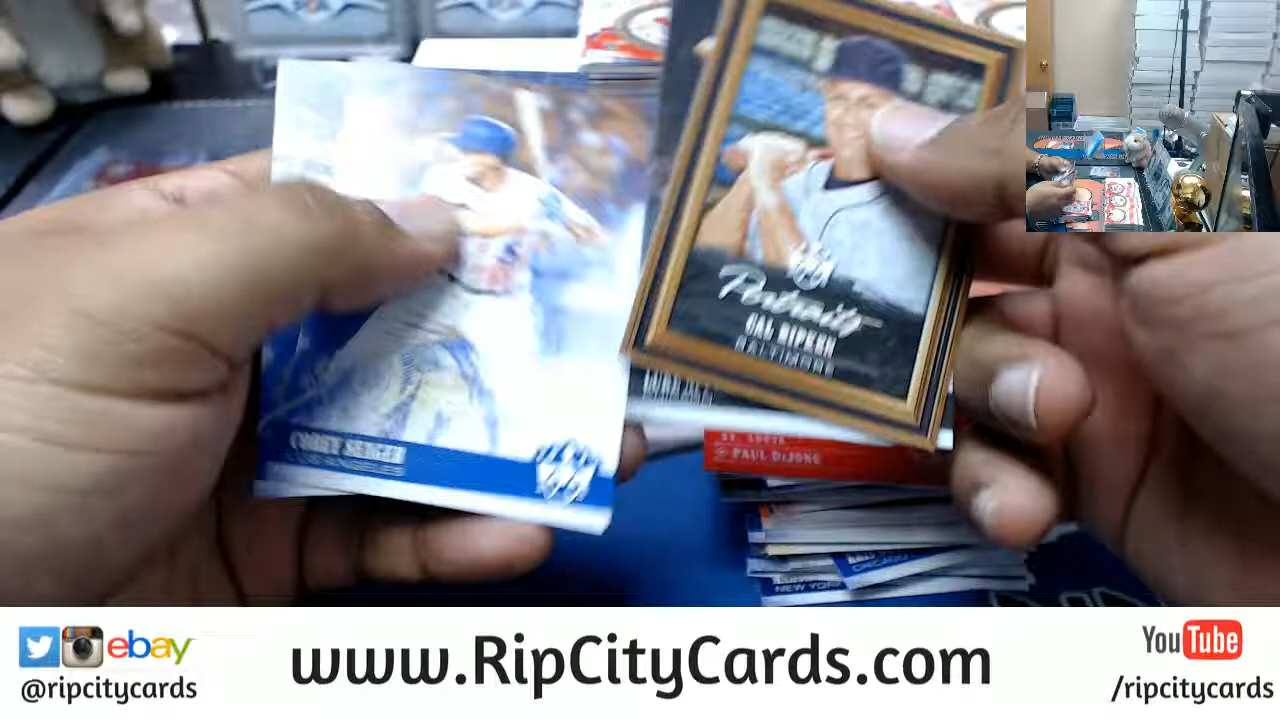 COREY SEAGER
Portraits
CAL RIPKEN
BALTIMORE
ST. LOUIS
PAUL DeJONG
CHICAGO
NEW YORK
ebay
@ripcitycards
www.RipCityCards.com
YouTube
/ripcitycards